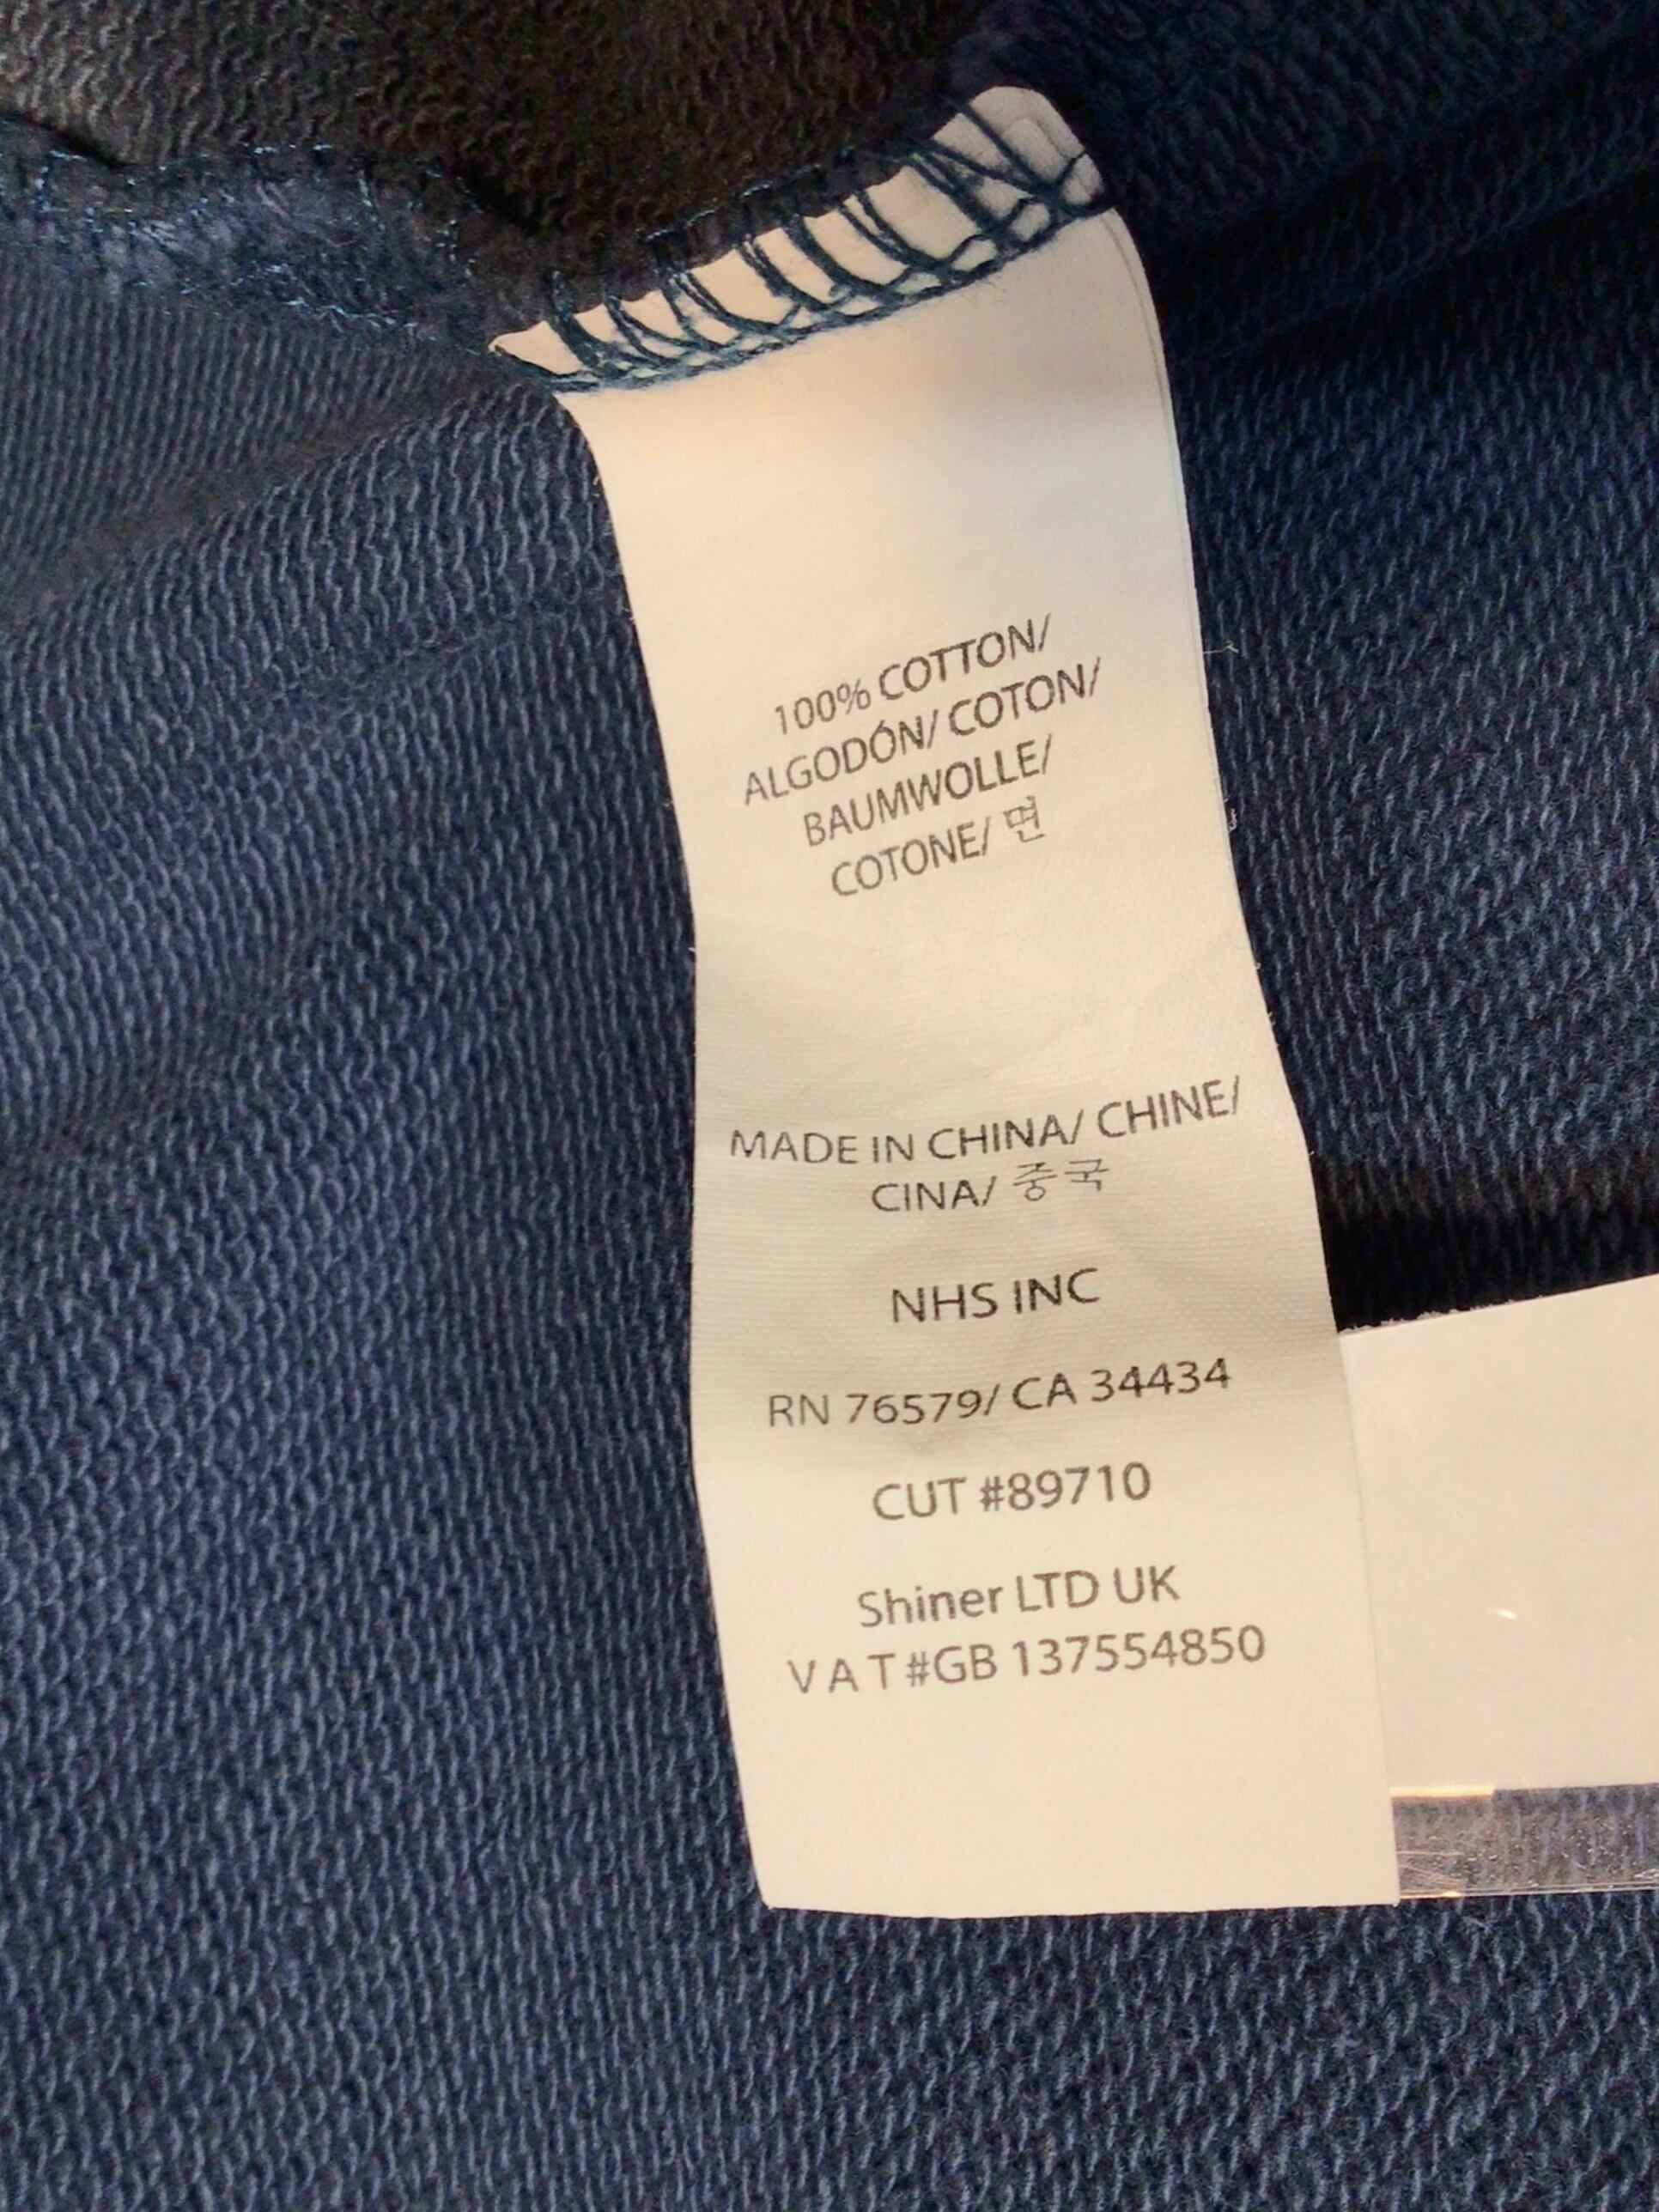 100% COTTON/
ALGODÓN/ COTON/
BAUMWOLLE/
COTONE/ 면
MADE IN CHINA/ CHINE/
CINA/ 중국
NHS INC
RN 76579/ CA 34434
CUT #89710
Shiner LTD UK
V A T #GB 137554850